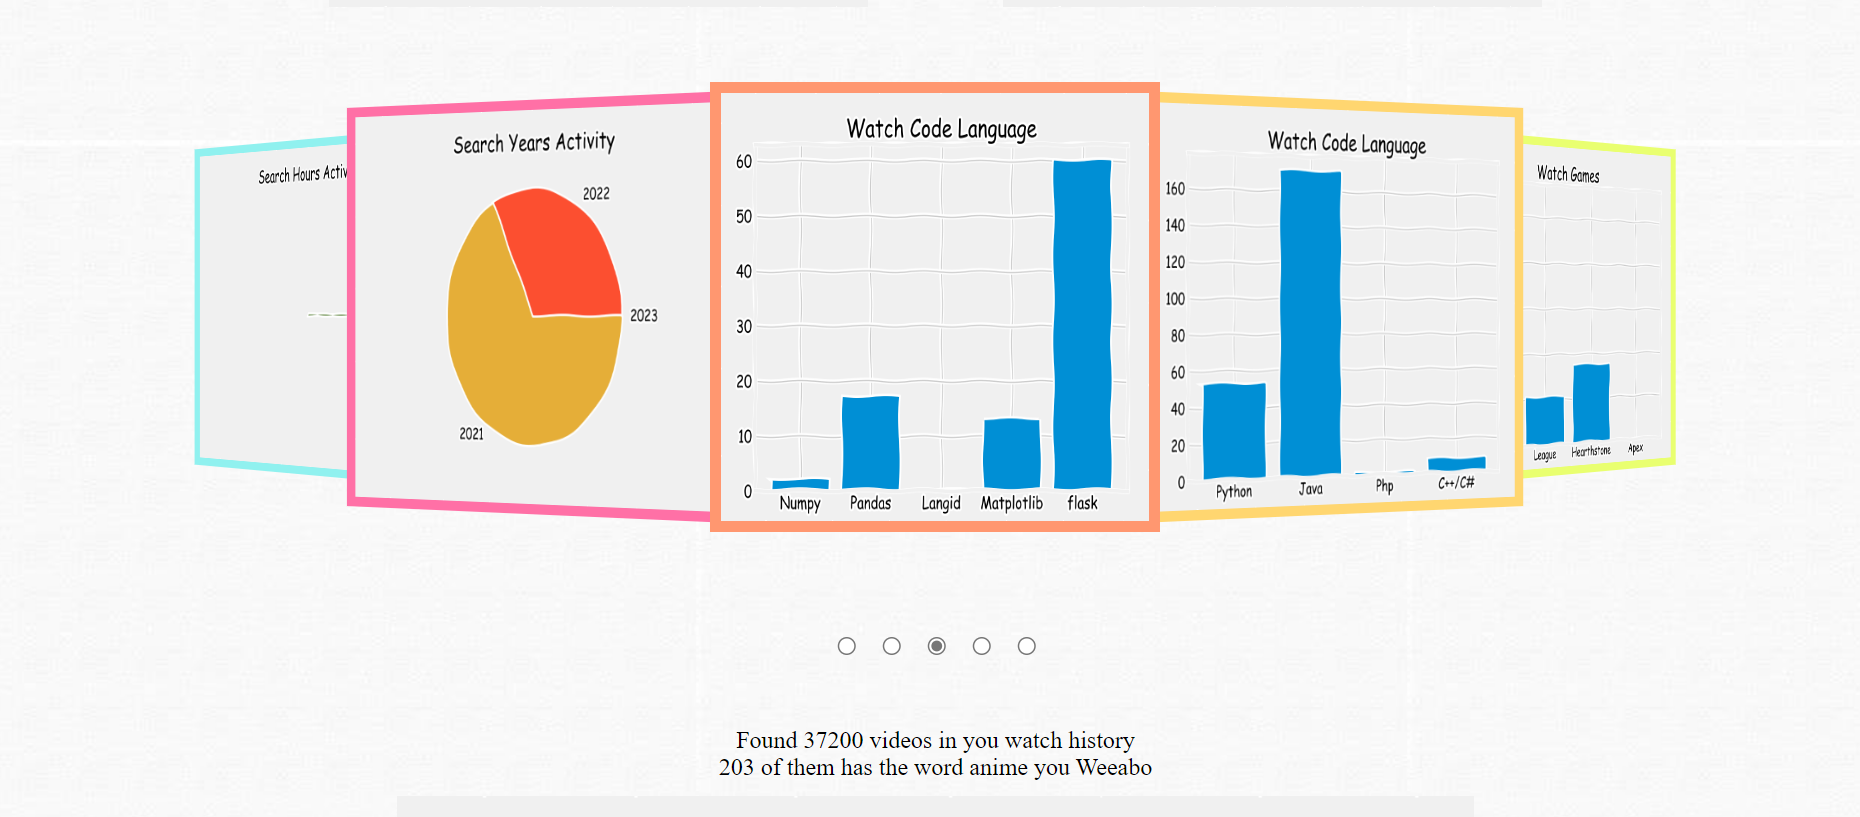 Search Hours Activ
Search Years Activity
2022
2023
2021
Watch Code Language
60
50
40
30
20
10
0
Numpy Pandas Langid Matplotlib flask
Watch Code Language
160
140
120
100
80
60
40
20
0
Python Java Php C++/C#
Watch Games
League Hearthstone Apex
Found 37200 videos in you watch history
203 of them has the word anime you Weeabo